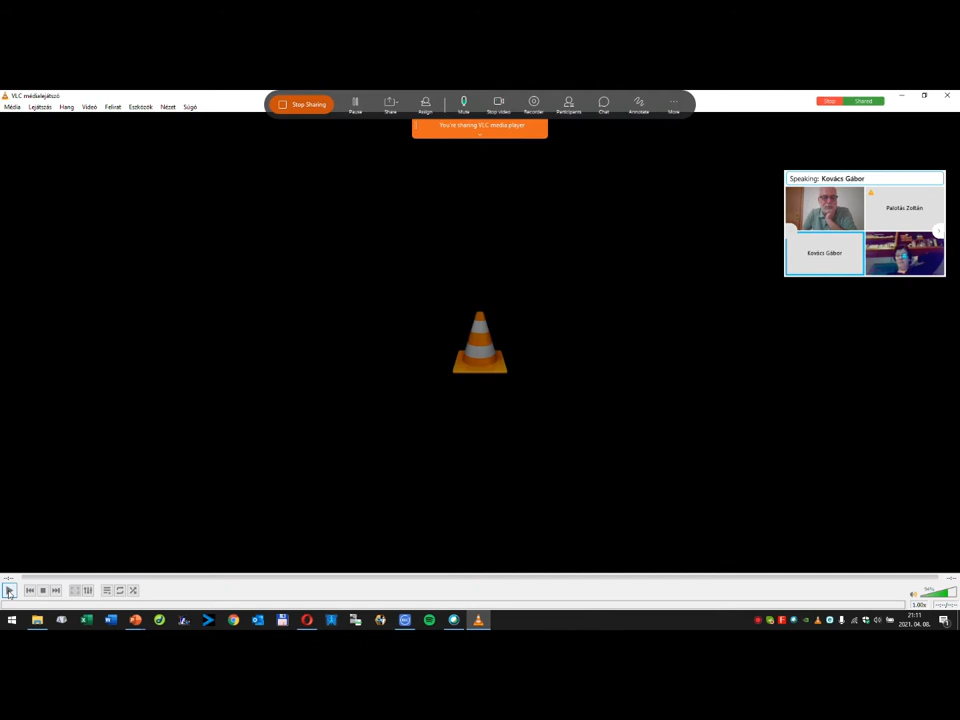 VLC médialejátszó
Média Lejátszás Hang Videó Felirat Eszközök Nézet Súgó
Stop Sharing
Pause Share Assign Mute Stop video Recorder Participants Chat Annotate More
Stop Shared
You're sharing VLC media player
Speaking: Kovács Gábor
Palotás Zoltán
Kovács Gábor
--:-- --:--
94%
1.00x --:--/--:--
21:11
2021. 04. 08.